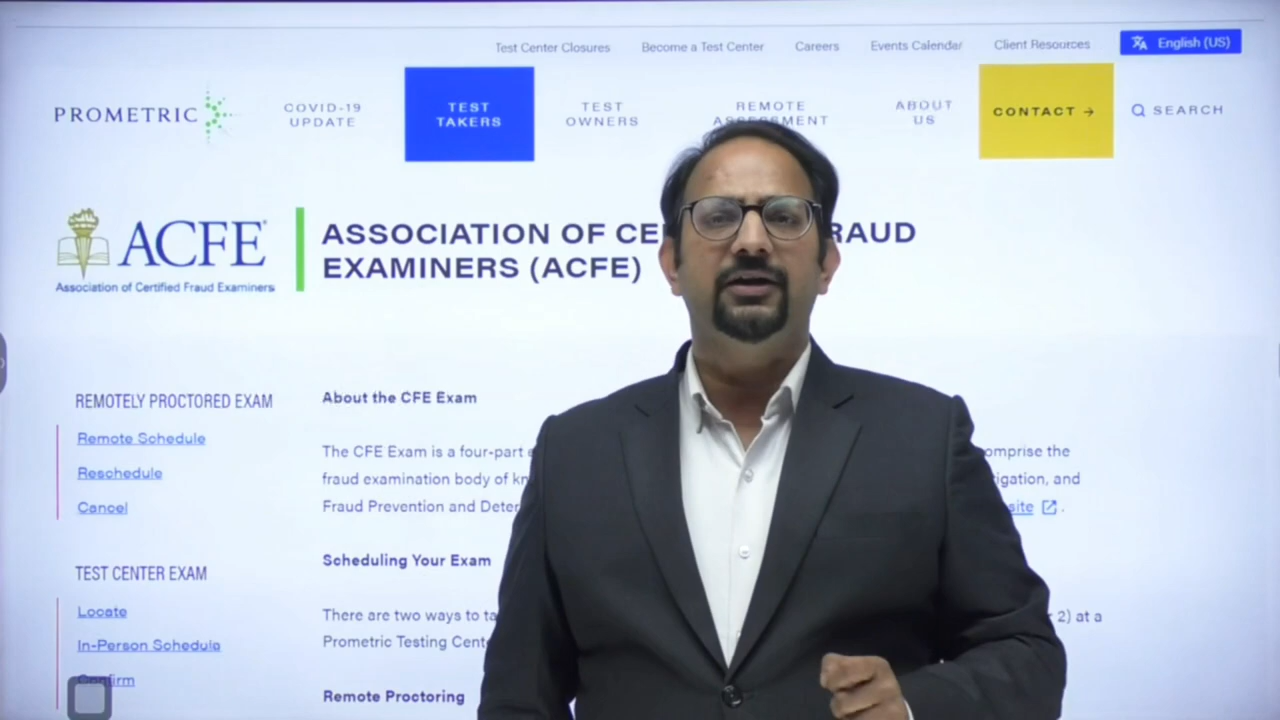 Test Center Closures Become a Test Center Careers Events Calendar Client Resources English (US)
PROMETRIC
COVID-19
UPDATE
TEST
TAKERS
TEST
OWNERS
REMOTE
ASSESSMENT
ABOUT
US
CONTACT →
SEARCH
ACFE®
Association of Certified Fraud Examiners
ASSOCIATION OF CE RAUD
EXAMINERS (ACFE)
REMOTELY PROCTORED EXAM
Remote Schedule
Reschedule
Cancel
TEST CENTER EXAM
Locate
In-Person Schedule
Confirm
About the CFE Exam
The CFE Exam is a four-part omprise the
fraud examination body of kn igation, and
Fraud Prevention and Deter site .
Scheduling Your Exam
There are two ways to ta 2) at a
Prometric Testing Cente
Remote Proctoring